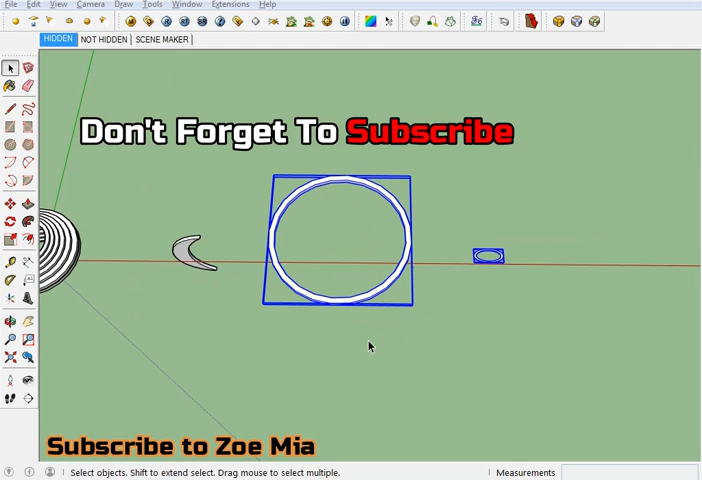 File Edit View Camera Draw Tools Window Extensions Help
HIDDEN NOT HIDDEN SCENE MAKER
Don't Forget To Subscribe
Subscribe to Zoe Mia
Select objects. Shift to extend select. Drag mouse to select multiple. Measurements